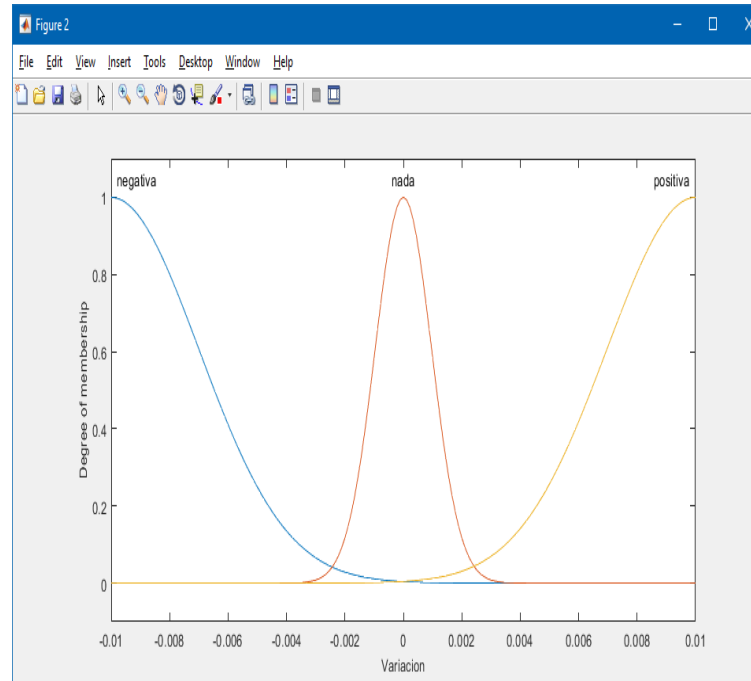 Figure 2
File Edit View Insert Tools Desktop Window Help
negativa nada positiva
1
0.8
0.6
0.4
0.2
0
Degree of membership
-0.01 -0.008 -0.006 -0.004 -0.002 0 0.002 0.004 0.006 0.008 0.01
Variacion